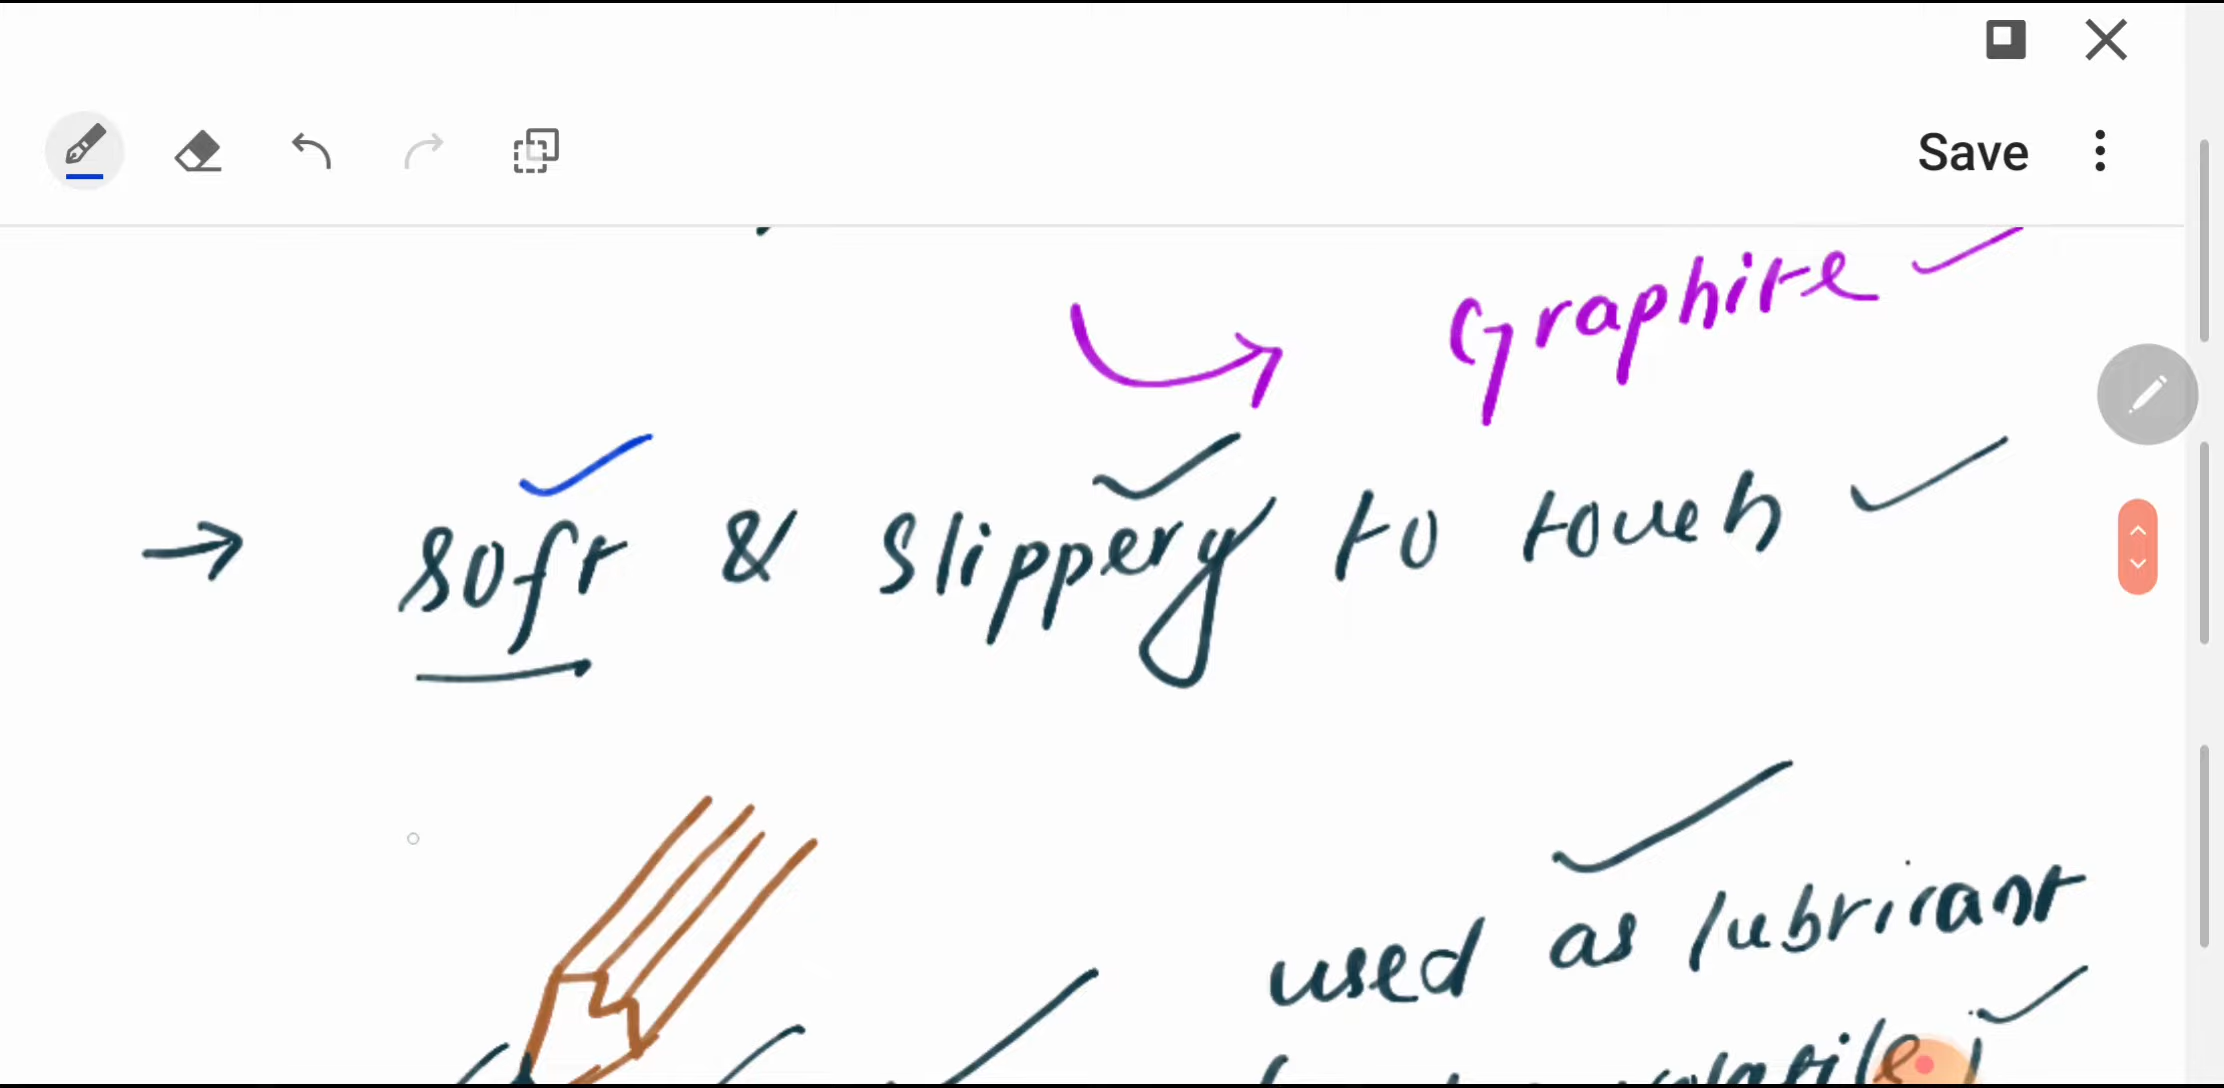 Save
Graphite
→ soft & slippery to touch
used as lubricant